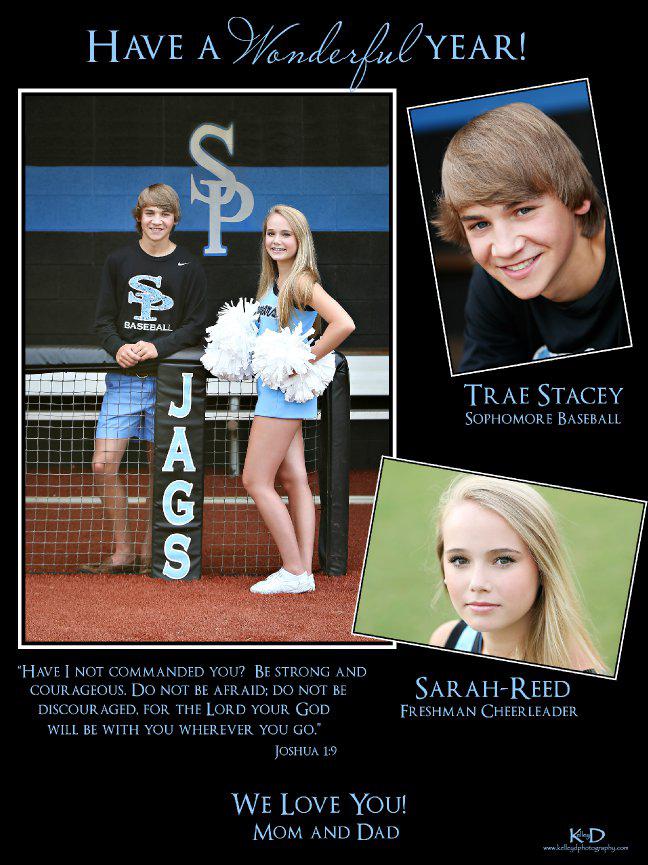 HAVE A Wonderful YEAR!
SP
SP
BASEBALL
JAGS
TRAE STACEY
SOPHOMORE BASEBALL
SARAH-REED
FRESHMAN CHEERLEADER
"HAVE I NOT COMMANDED YOU? BE STRONG AND
COURAGEOUS. DO NOT BE AFRAID; DO NOT BE
DISCOURAGED, FOR THE LORD YOUR GOD
WILL BE WITH YOU WHEREVER YOU GO."
JOSHUA 1:9
WE LOVE YOU!
MOM AND DAD
Kelley D
www.kelleydphotography.com